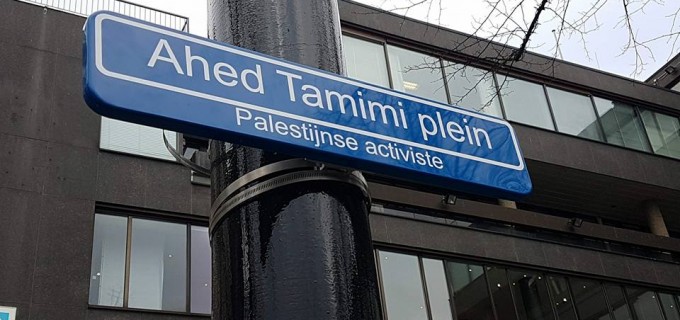 Ahed Tamimi plein
Palestijnse activiste